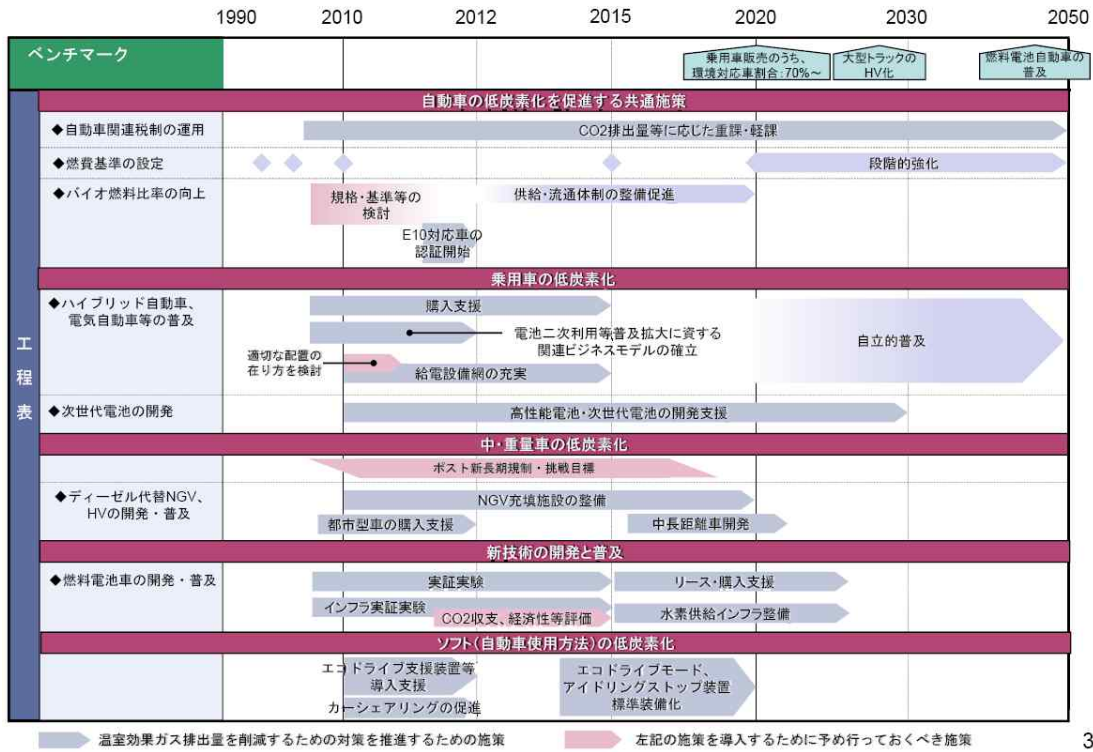 1990 2010 2012 2015 2020 2030 2050
ベンチマーク
乗用車販売のうち、
環境対応車割合:70%～
大型トラックの
HV化
燃料電池自動車の
普及
工程表
自動車の低炭素化を促進する共通施策
◆自動車関連税制の運用
CO2排出量等に応じた重課・軽課
◆燃費基準の設定
段階的強化
◆バイオ燃料比率の向上
規格・基準等の
検討
供給・流通体制の整備促進
E10対応車の
認証開始
乗用車の低炭素化
◆ハイブリッド自動車、
電気自動車等の普及
購入支援
電池二次利用等普及拡大に資する
関連ビジネスモデルの確立
自立的普及
適切な配置の
在り方を検討
給電設備網の充実
◆次世代電池の開発
高性能電池・次世代電池の開発支援
中・重量車の低炭素化
ポスト新長期規制・挑戦目標
◆ディーゼル代替NGV、
HVの開発・普及
NGV充填施設の整備
都市型車の購入支援
中長距離車開発
新技術の開発と普及
◆燃料電池車の開発・普及
実証実験
リース・購入支援
インフラ実証実験
CO2収支、経済性等評価
水素供給インフラ整備
ソフト(自動車使用方法)の低炭素化
エコドライブ支援装置等
導入支援
カーシェアリングの促進
エコドライブモード、
アイドリングストップ装置
標準装備化
温室効果ガス排出量を削減するための対策を推進するための施策
左記の施策を導入するために予め行っておくべき施策
3